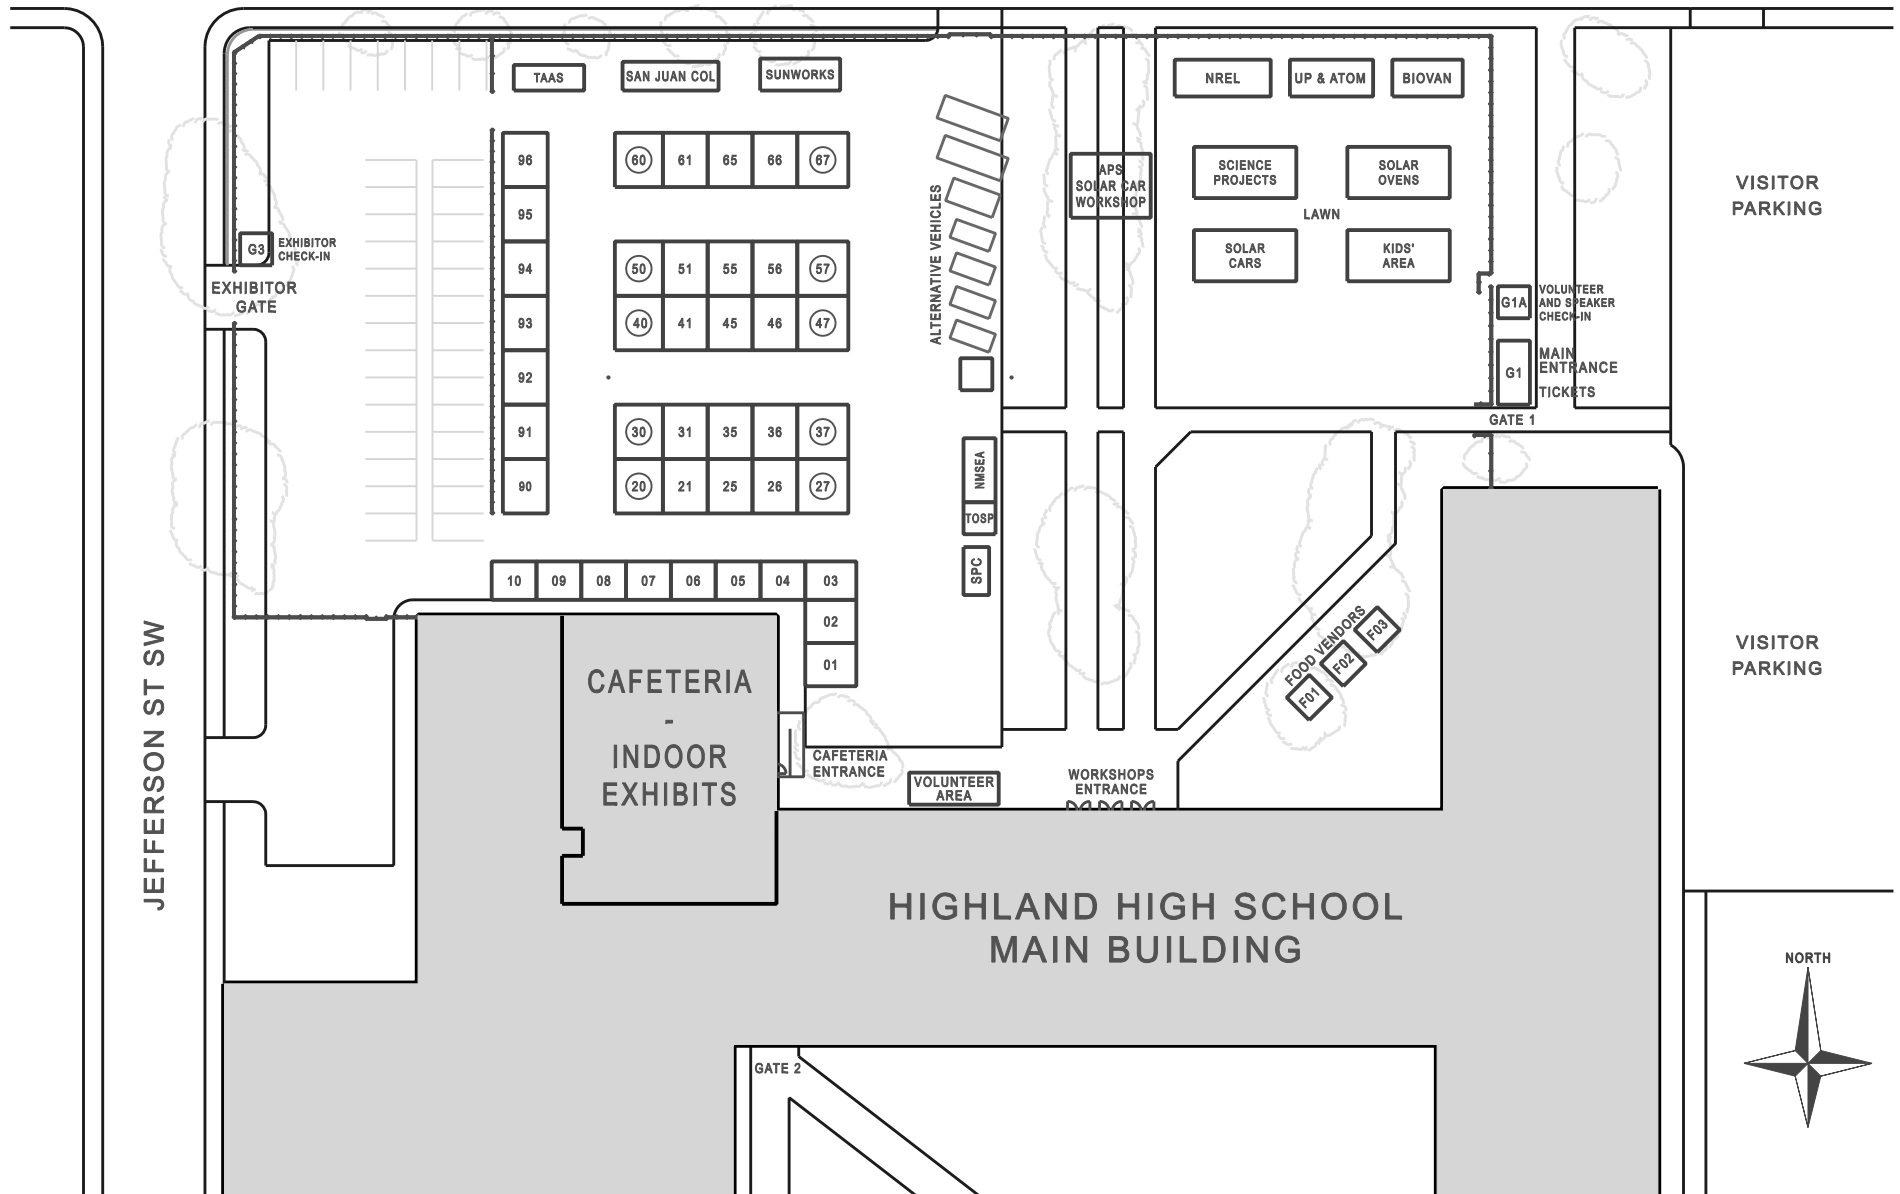 TAAS
SAN JUAN COL
SUNWORKS
NREL
UP & ATOM
BIOVAN
96
60 61 65 66 67
95
94
50 51 55 56 57
93
40 41 45 46 47
92
91
30 31 35 36 37
90
20 21 25 26 27
10 09 08 07 06 05 04 03
02
01
G3
EXHIBITOR
CHECK-IN
EXHIBITOR
GATE
ALTERNATIVE VEHICLES
APS
SOLAR CAR
WORKSHOP
SCIENCE
PROJECTS
SOLAR
OVENS
LAWN
SOLAR
CARS
KIDS'
AREA
G1A
VOLUNTEER
AND SPEAKER
CHECK-IN
G1
MAIN
ENTRANCE
TICKETS
GATE 1
VISITOR
PARKING
NMSEA
TOSP
SPC
FOOD VENDORS
F01
F02
F03
VISITOR
PARKING
JEFFERSON ST SW
CAFETERIA
-
INDOOR
EXHIBITS
CAFETERIA
ENTRANCE
VOLUNTEER
AREA
WORKSHOPS
ENTRANCE
HIGHLAND HIGH SCHOOL
MAIN BUILDING
NORTH
GATE 2